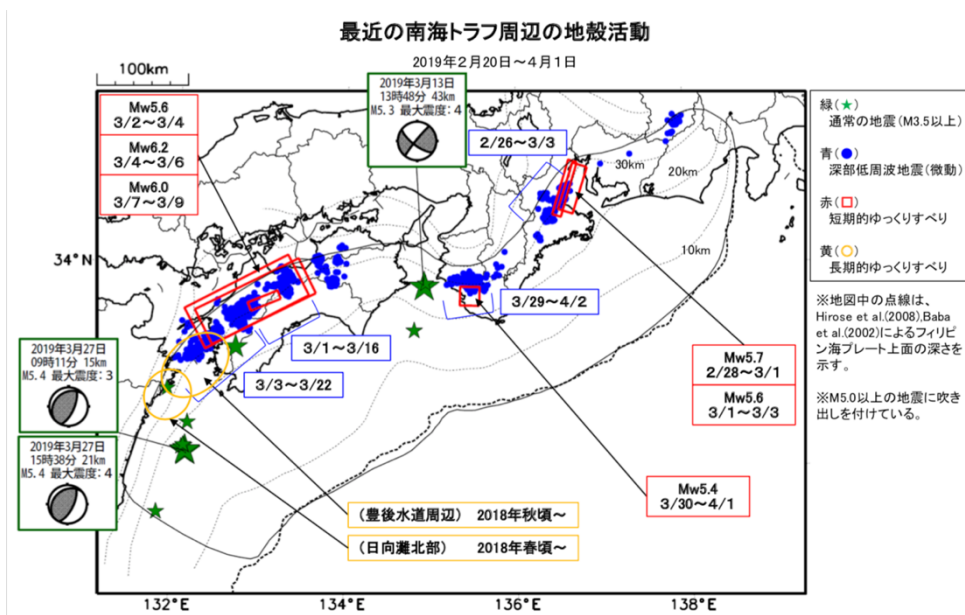 最近の南海トラフ周辺の地殻活動
2019年2月20日～4月1日
100km
2019年3月13日
13時48分 43km
M5.3 最大震度：4
Mw5.6
3/2～3/4
Mw6.2
3/4～3/6
Mw6.0
3/7～3/9
2/26～3/3
30km
20km
10km
34°N
3/29～4/2
3/1～3/16
3/3～3/22
2019年3月27日
09時11分 15km
M5.4 最大震度：3
2019年3月27日
15時38分 21km
M5.4 最大震度：4
Mw5.7
2/28～3/1
Mw5.6
3/1～3/3
Mw5.4
3/30～4/1
（豊後水道周辺） 2018年秋頃～
（日向灘北部） 2018年春頃～
132°E
134°E
136°E
138°E
緑(★)
通常の地震(M3.5以上)
青(●)
深部低周波地震(微動)
赤(□)
短期的ゆっくりすべり
黄(○)
長期的ゆっくりすべり
※地図中の点線は、
Hirose et al.(2008),Baba
et al.(2002)によるフィリピ
ン海プレート上面の深さを
示す。
※M5.0以上の地震に吹き
出しを付けている。